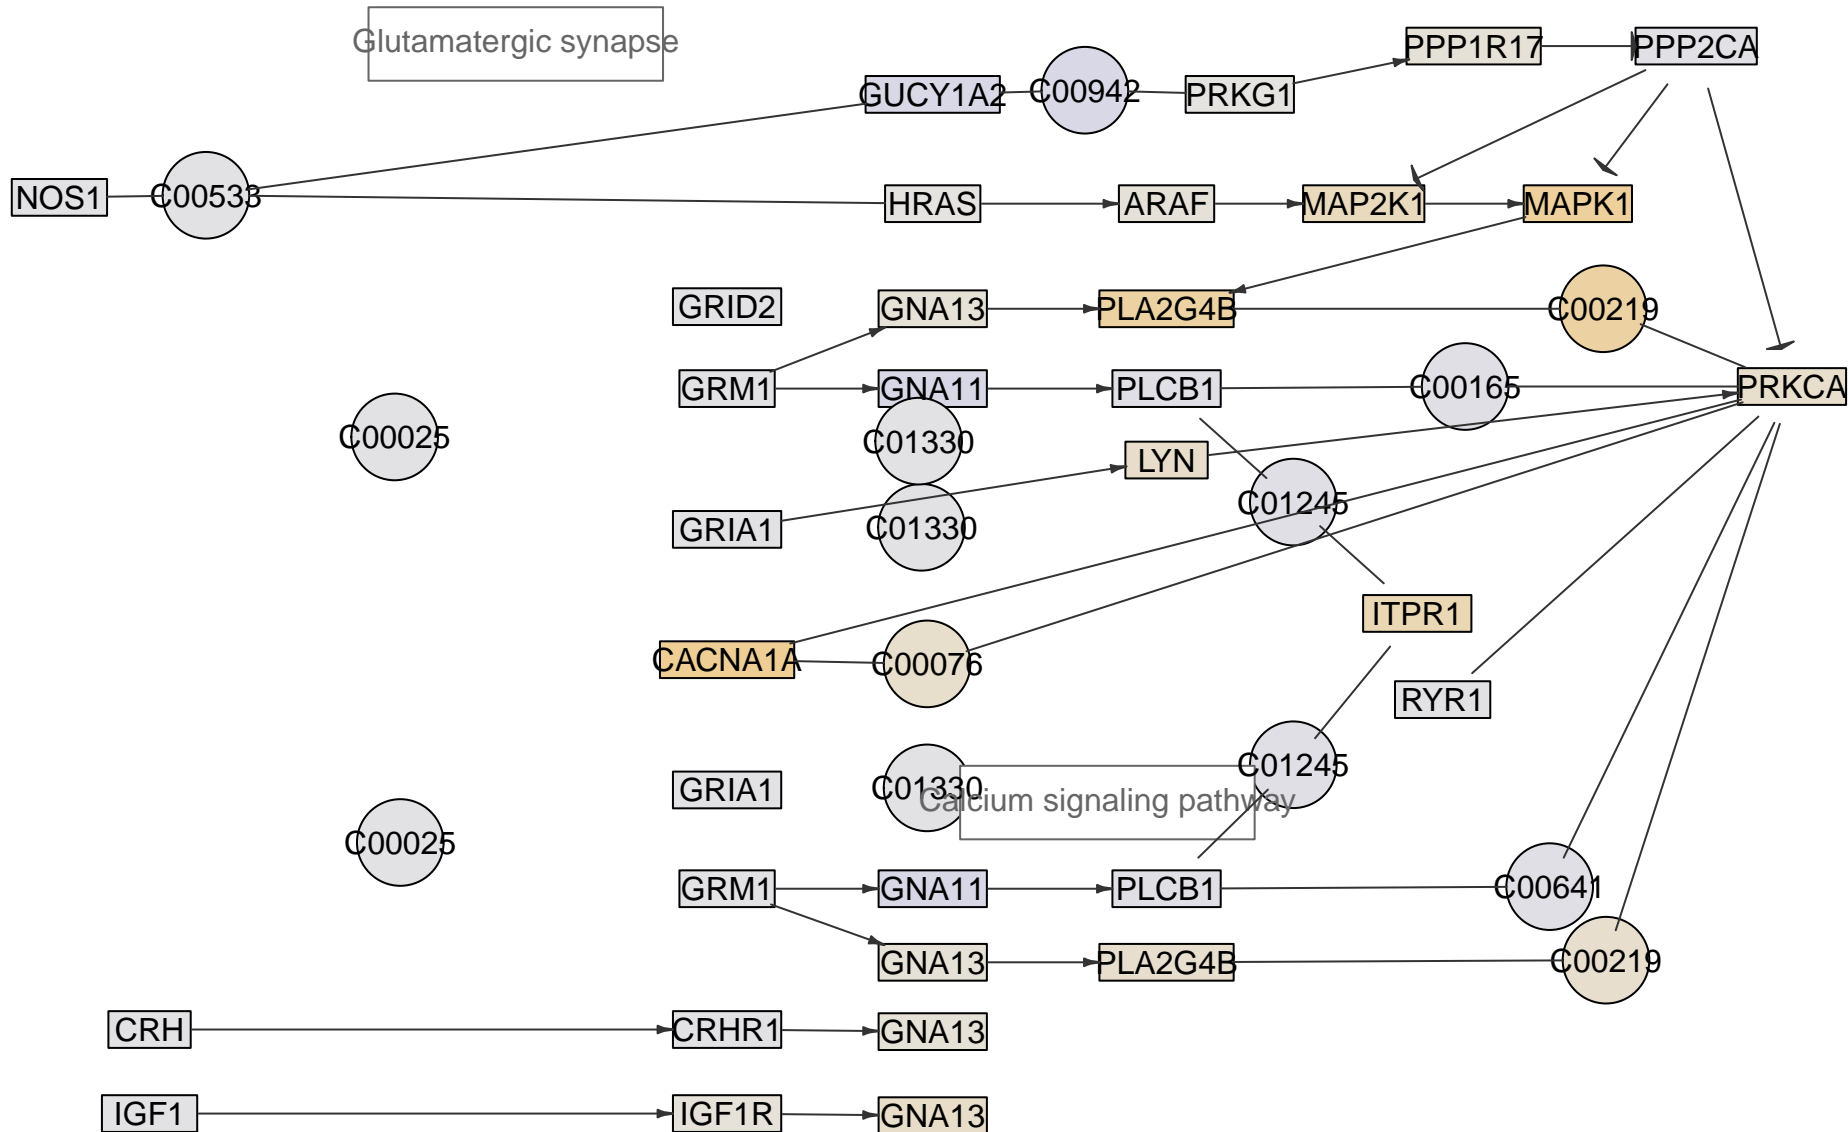 Glutamatergic synapse
PPP1R17
PPP2CA
GUCY1A2
C00942
PRKG1
NOS1
C00533
HRAS
ARAF
MAP2K1
MAPK1
GRID2
GNA13
PLA2G4B
C00219
GRM1
GNA11
PLCB1
C00165
PRKCA
C00025
C01330
LYN
C01245
GRIA1
C01330
ITPR1
CACNA1A
C00076
RYR1
C01245
GRIA1
C01330
Calcium signaling pathway
C00025
GRM1
GNA11
PLCB1
C00641
GNA13
PLA2G4B
C00219
CRH
CRHR1
GNA13
IGF1
IGF1R
GNA13